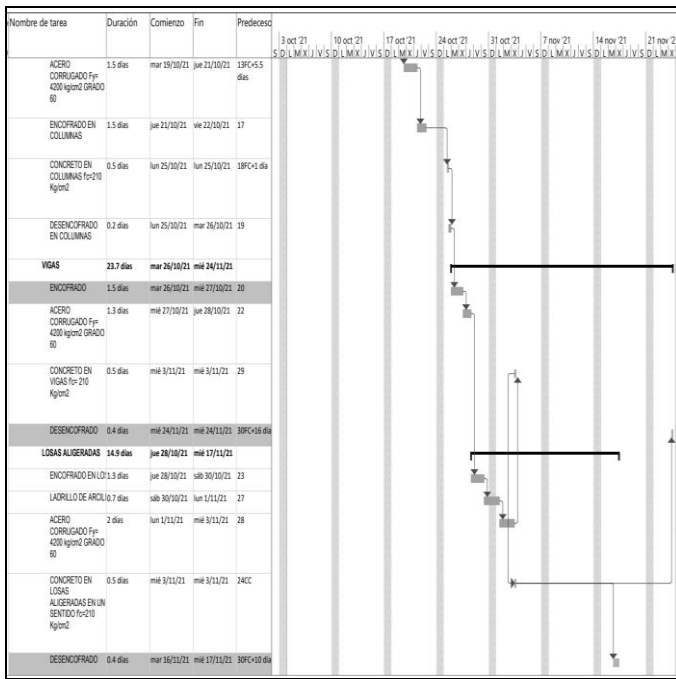 Nombre de tarea Duración Comienzo Fin Predeceso
3 oct '21 10 oct '21 17 oct '21 24 oct '21 31 oct '21 7 nov '21 14 nov '21 21 nov '2
S D L M X J V S D L M X J V S D L M X J V S D L M X J V S D L M X J V S D L M X J V S D L M X J V S D L M X
ACERO 1.5 días mar 19/10/21 jue 21/10/21 13FC+5.5
CORRUGADO Fy= días
4200 kg/cm2 GRADO
60
ENCOFRADO EN 1.5 días jue 21/10/21 vie 22/10/21 17
COLUMNAS
CONCRETO EN 0.5 días lun 25/10/21 lun 25/10/21 18FC+1 día
COLUMNAS f'c=210
Kg/cm2
DESENCOFRADO 0.2 días lun 25/10/21 mar 26/10/21 19
EN COLUMNAS
VIGAS 23.7 días mar 26/10/21 mié 24/11/21
ENCOFRADO 1.5 días mar 26/10/21 mié 27/10/21 20
ACERO 1.3 días mié 27/10/21 jue 28/10/21 22
CORRUGADO Fy=
4200 kg/cm2 GRADO
60
CONCRETO EN 0.5 días mié 3/11/21 mié 3/11/21 29
VIGAS f'c= 210
Kg/cm2
DESENCOFRADO 0.4 días mié 24/11/21 mié 24/11/21 30FC+16 día
LOSAS ALIGERADAS 14.9 días jue 28/10/21 mié 17/11/21
ENCOFRADO EN LO 1.3 días jue 28/10/21 sáb 30/10/21 23
LADRILLO DE ARCIL 0.7 días sáb 30/10/21 lun 1/11/21 27
ACERO 2 días lun 1/11/21 mié 3/11/21 28
CORRUGADO Fy=
4200 kg/cm2 GRADO
60
CONCRETO EN 0.5 días mié 3/11/21 mié 3/11/21 24CC
LOSAS
ALIGERADAS EN UN
SENTIDO f'c=210
Kg/cm2
DESENCOFRADO 0.4 días mar 16/11/21 mié 17/11/21 30FC+10 día